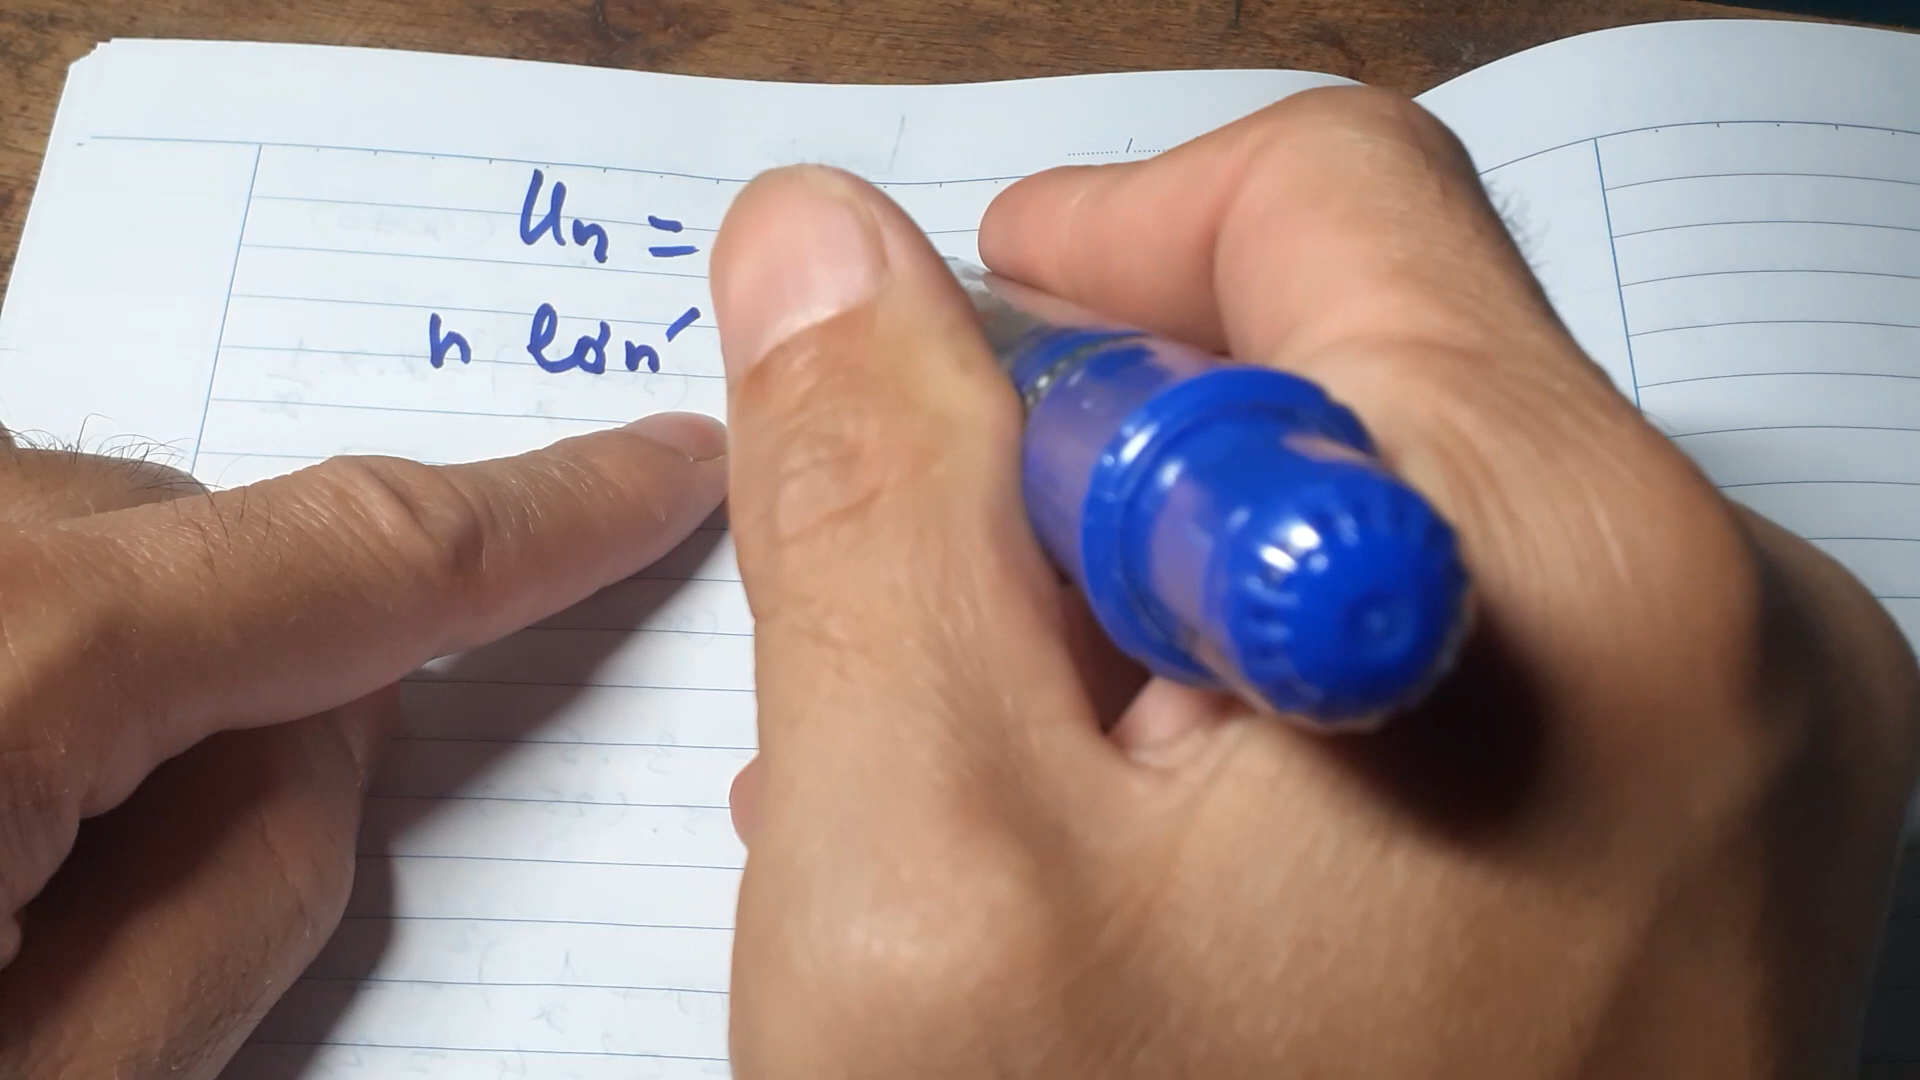 Un =
n lớn